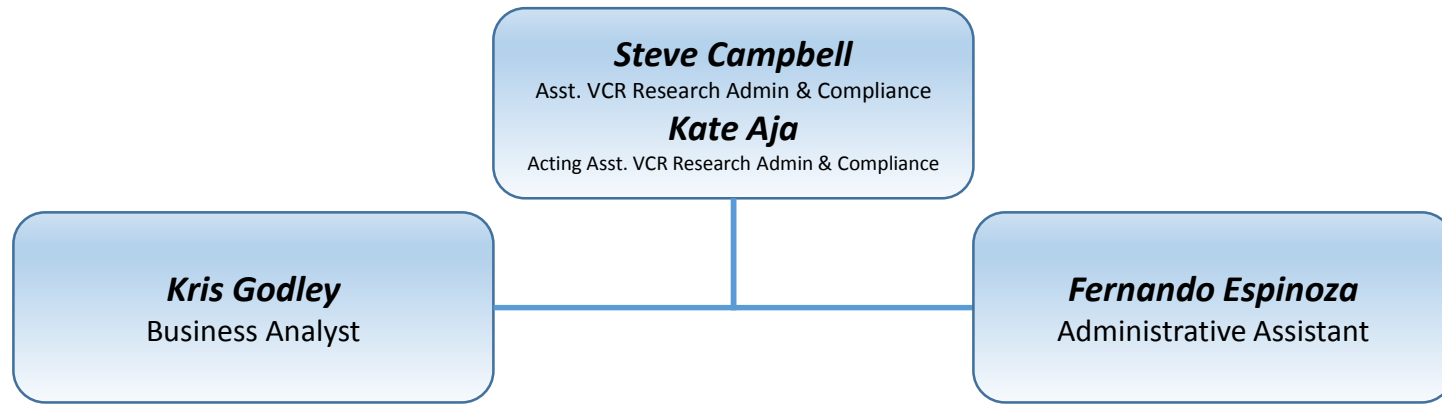 Steve Campbell
Asst. VCR Research Admin & Compliance
Kate Aja
Acting Asst. VCR Research Admin & Compliance
Kris Godley
Business Analyst
Fernando Espinoza
Administrative Assistant